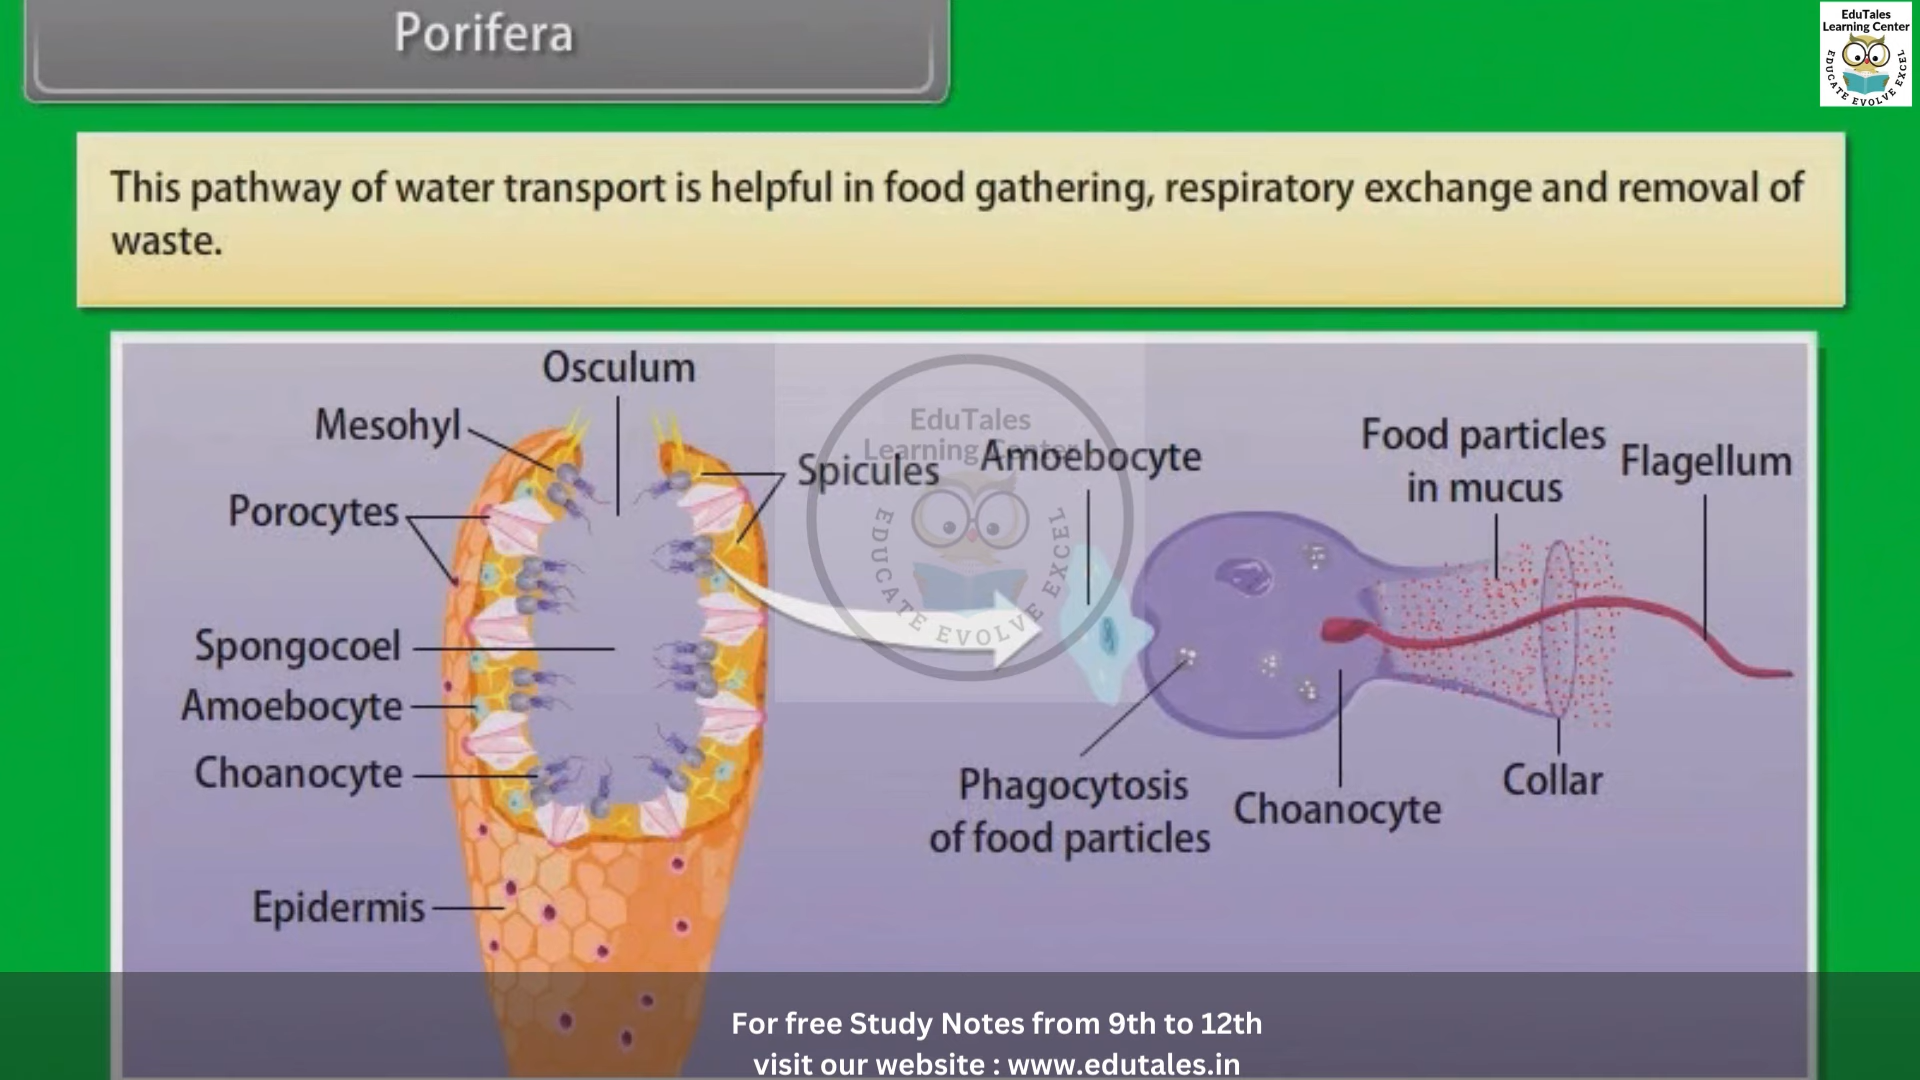 Porifera
EduTales
Learning Center
EDUCATE EVOLVE EXCEL
This pathway of water transport is helpful in food gathering, respiratory exchange and removal of
waste.
Osculum
Mesohyl
Porocytes
Spicules
Spongocoel
Amoebocyte
Choanocyte
Epidermis
EduTales
Learning Center
EDUCATE EVOLVE EXCEL
Amoebocyte
Food particles
in mucus
Flagellum
Phagocytosis
of food particles
Choanocyte
Collar
For free Study Notes from 9th to 12th
visit our website : www.edutales.in